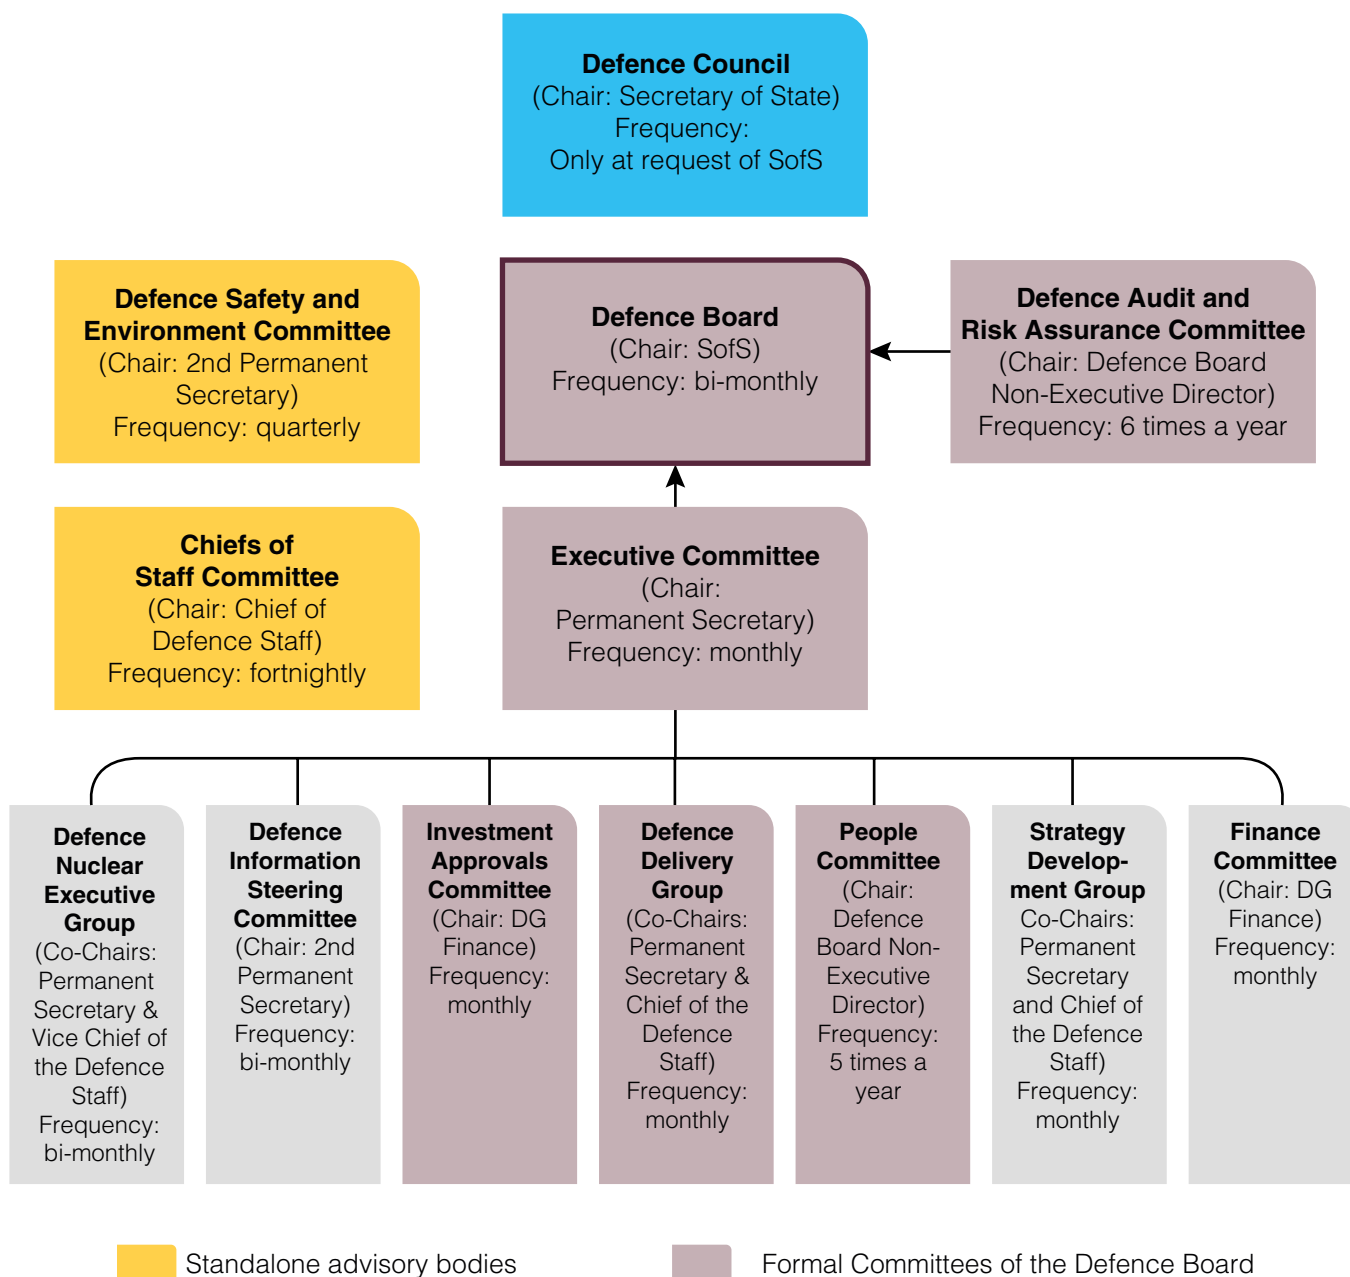 Defence Council
(Chair: Secretary of State)
Frequency:
Only at request of SofS
Defence Safety and
Environment Committee
(Chair: 2nd Permanent
Secretary)
Frequency: quarterly
Defence Board
(Chair: SofS)
Frequency: bi-monthly
Defence Audit and
Risk Assurance Committee
(Chair: Defence Board
Non-Executive Director)
Frequency: 6 times a year
Chiefs of
Staff Committee
(Chair: Chief of
Defence Staff)
Frequency: fortnightly
Executive Committee
(Chair:
Permanent Secretary)
Frequency: monthly
Defence
Nuclear
Executive
Group
(Co-Chairs:
Permanent
Secretary &
Vice Chief of
the Defence
Staff)
Frequency:
bi-monthly
Defence
Information
Steering
Committee
(Chair: 2nd
Permanent
Secretary)
Frequency:
bi-monthly
Investment
Approvals
Committee
(Chair: DG
Finance)
Frequency:
monthly
Defence
Delivery
Group
(Co-Chairs:
Permanent
Secretary &
Chief of the
Defence
Staff)
Frequency:
monthly
People
Committee
(Chair:
Defence
Board Non-
Executive
Director)
Frequency:
5 times a
year
Strategy
Develop-
ment Group
Co-Chairs:
Permanent
Secretary
and Chief of
the Defence
Staff)
Frequency:
monthly
Finance
Committee
(Chair: DG
Finance)
Frequency:
monthly
Standalone advisory bodies
Formal Committees of the Defence Board